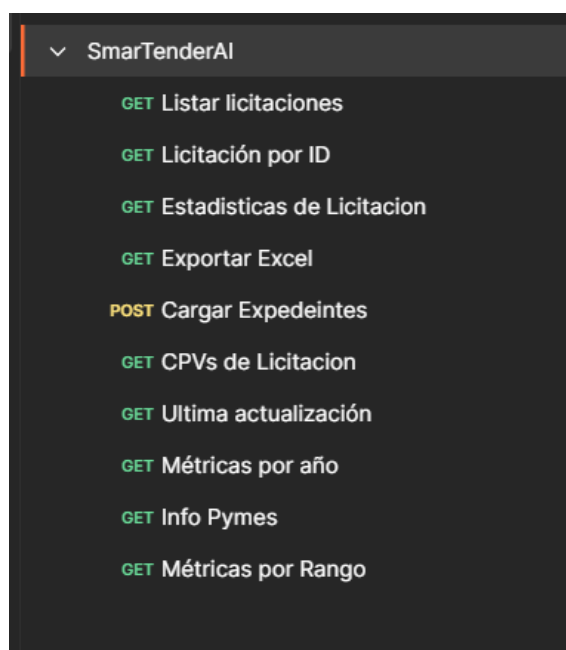 SmarTenderAI
GET Listar licitaciones
GET Licitación por ID
GET Estadisticas de Licitacion
GET Exportar Excel
POST Cargar Expedeintes
GET CPVs de Licitacion
GET Ultima actualización
GET Métricas por año
GET Info Pymes
GET Métricas por Rango